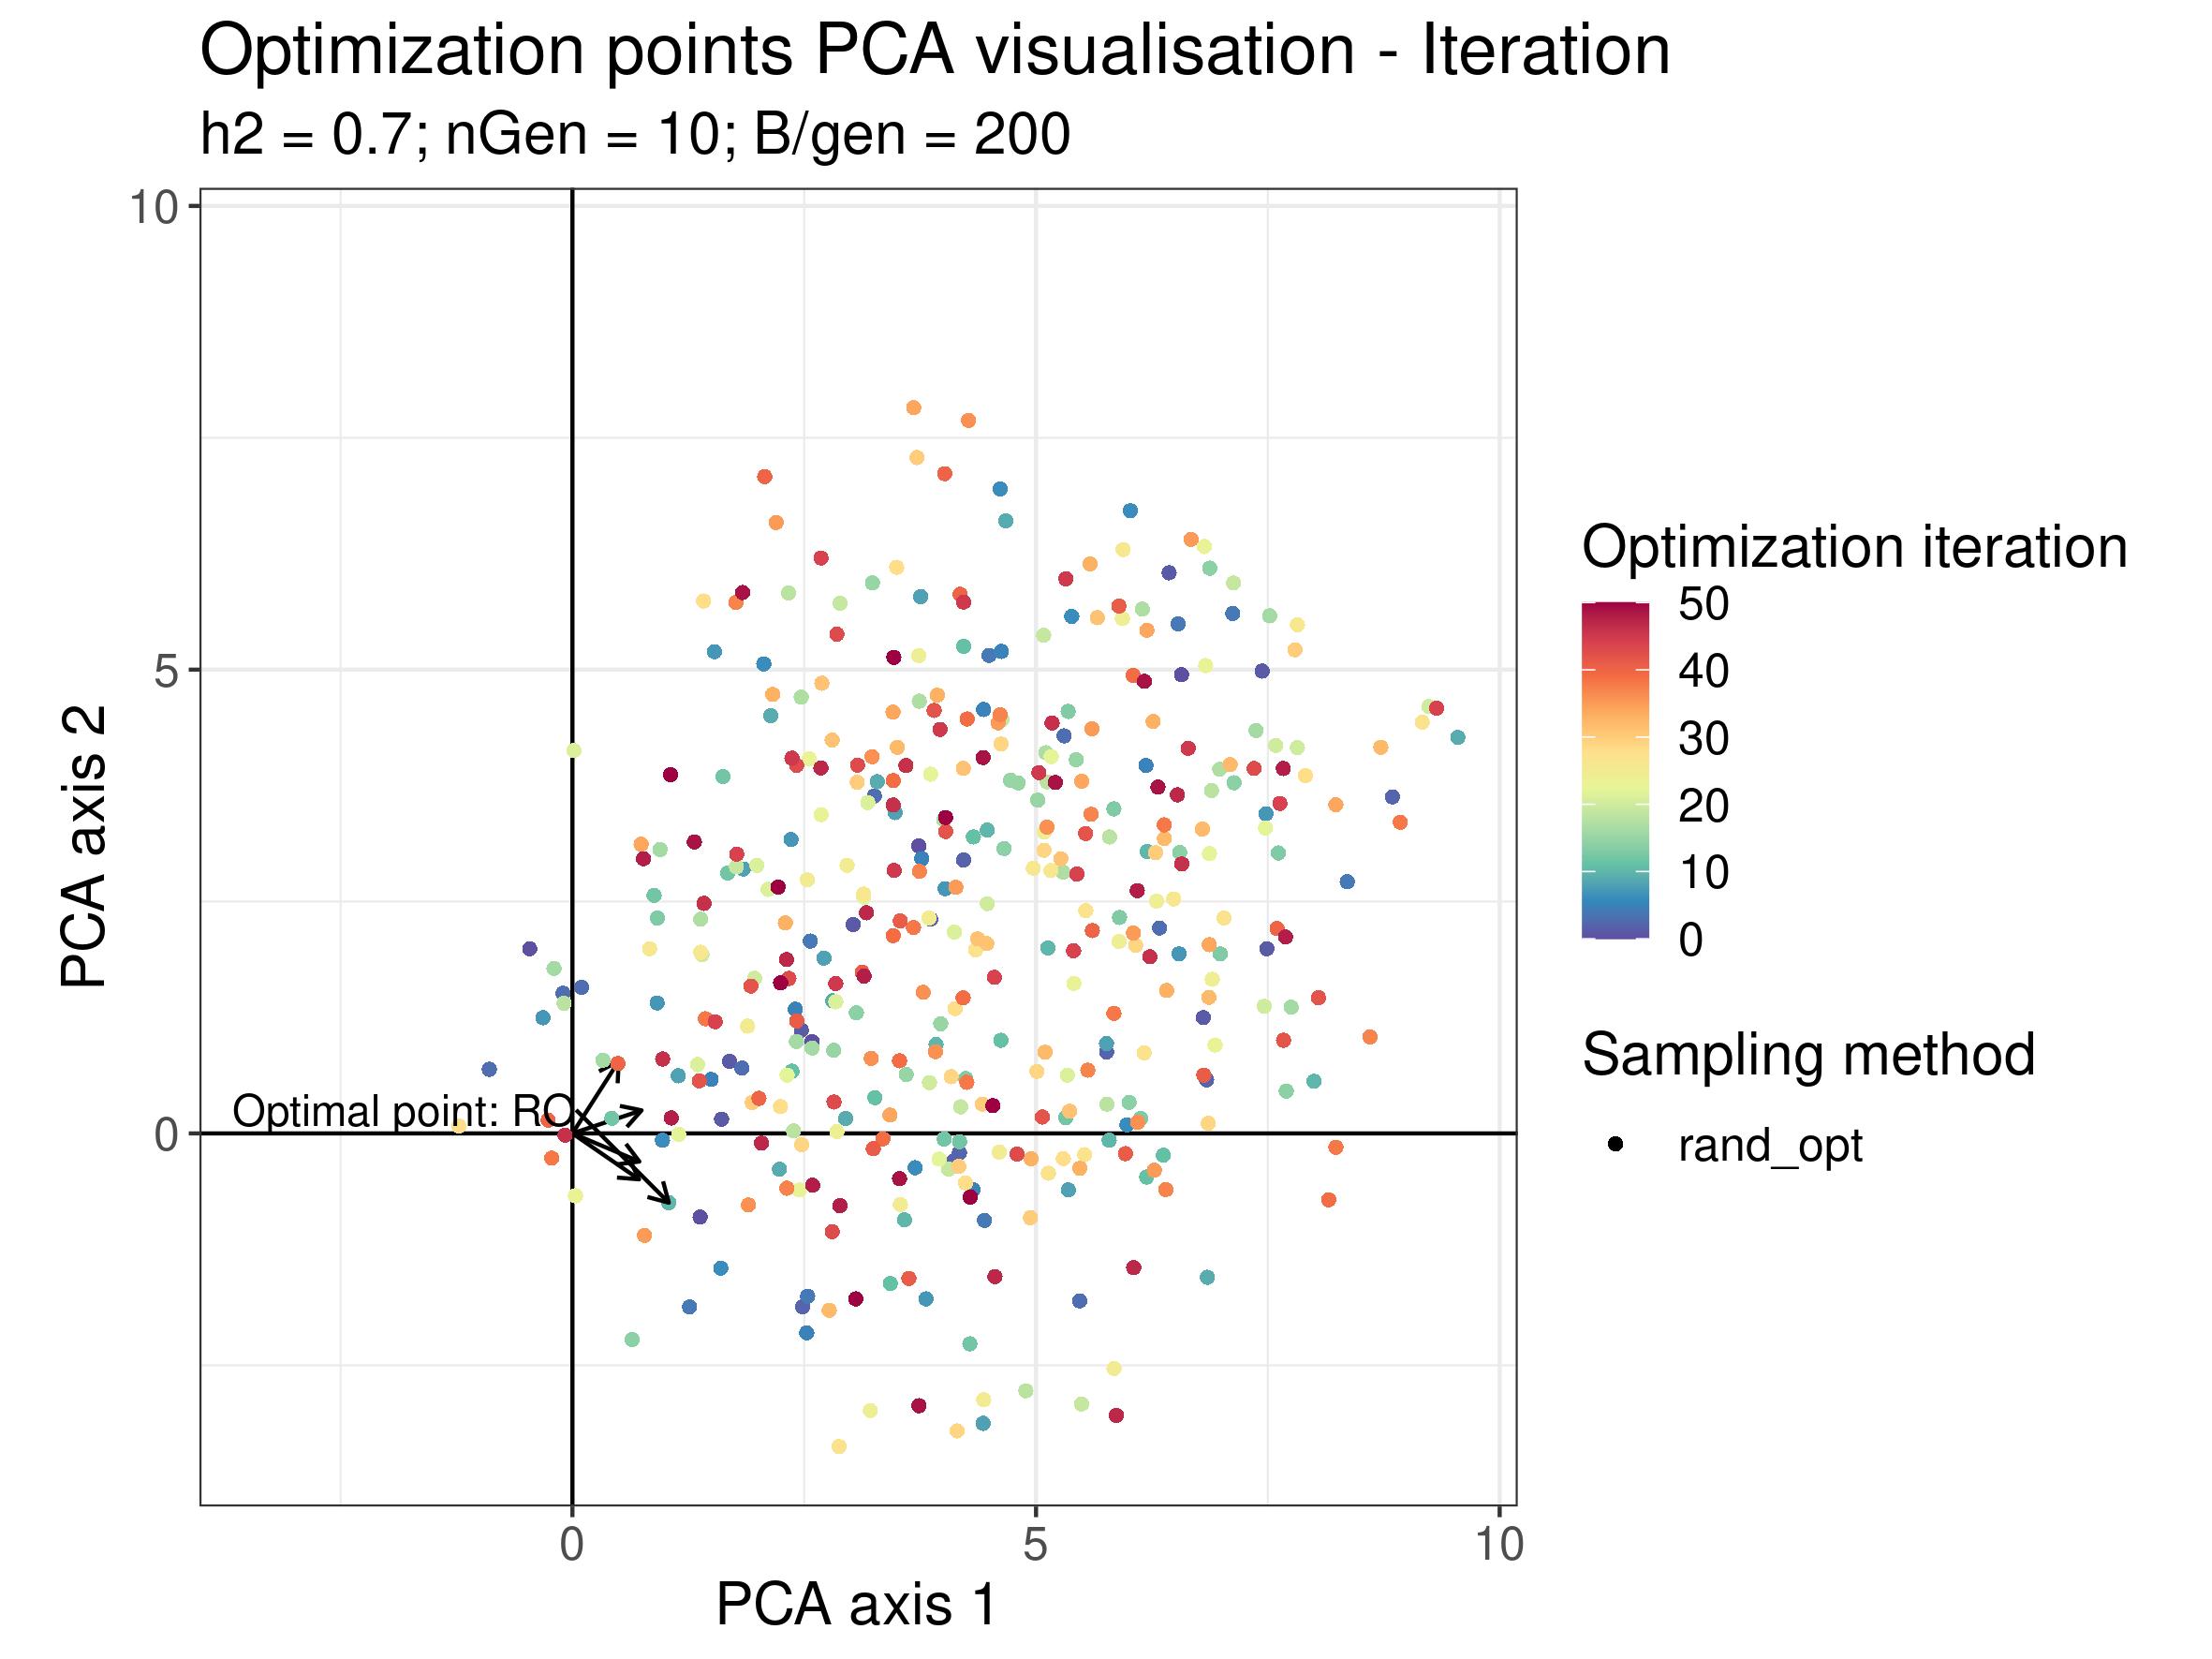 Optimization points PCA visualisation - Iteration
h2 = 0.7; nGen = 10; B/gen = 200
10
5
0
PCA axis 2
Optimal point: RO
0
5
10
PCA axis 1
Optimization iteration
50
40
30
20
10
0
Sampling method
rand_opt